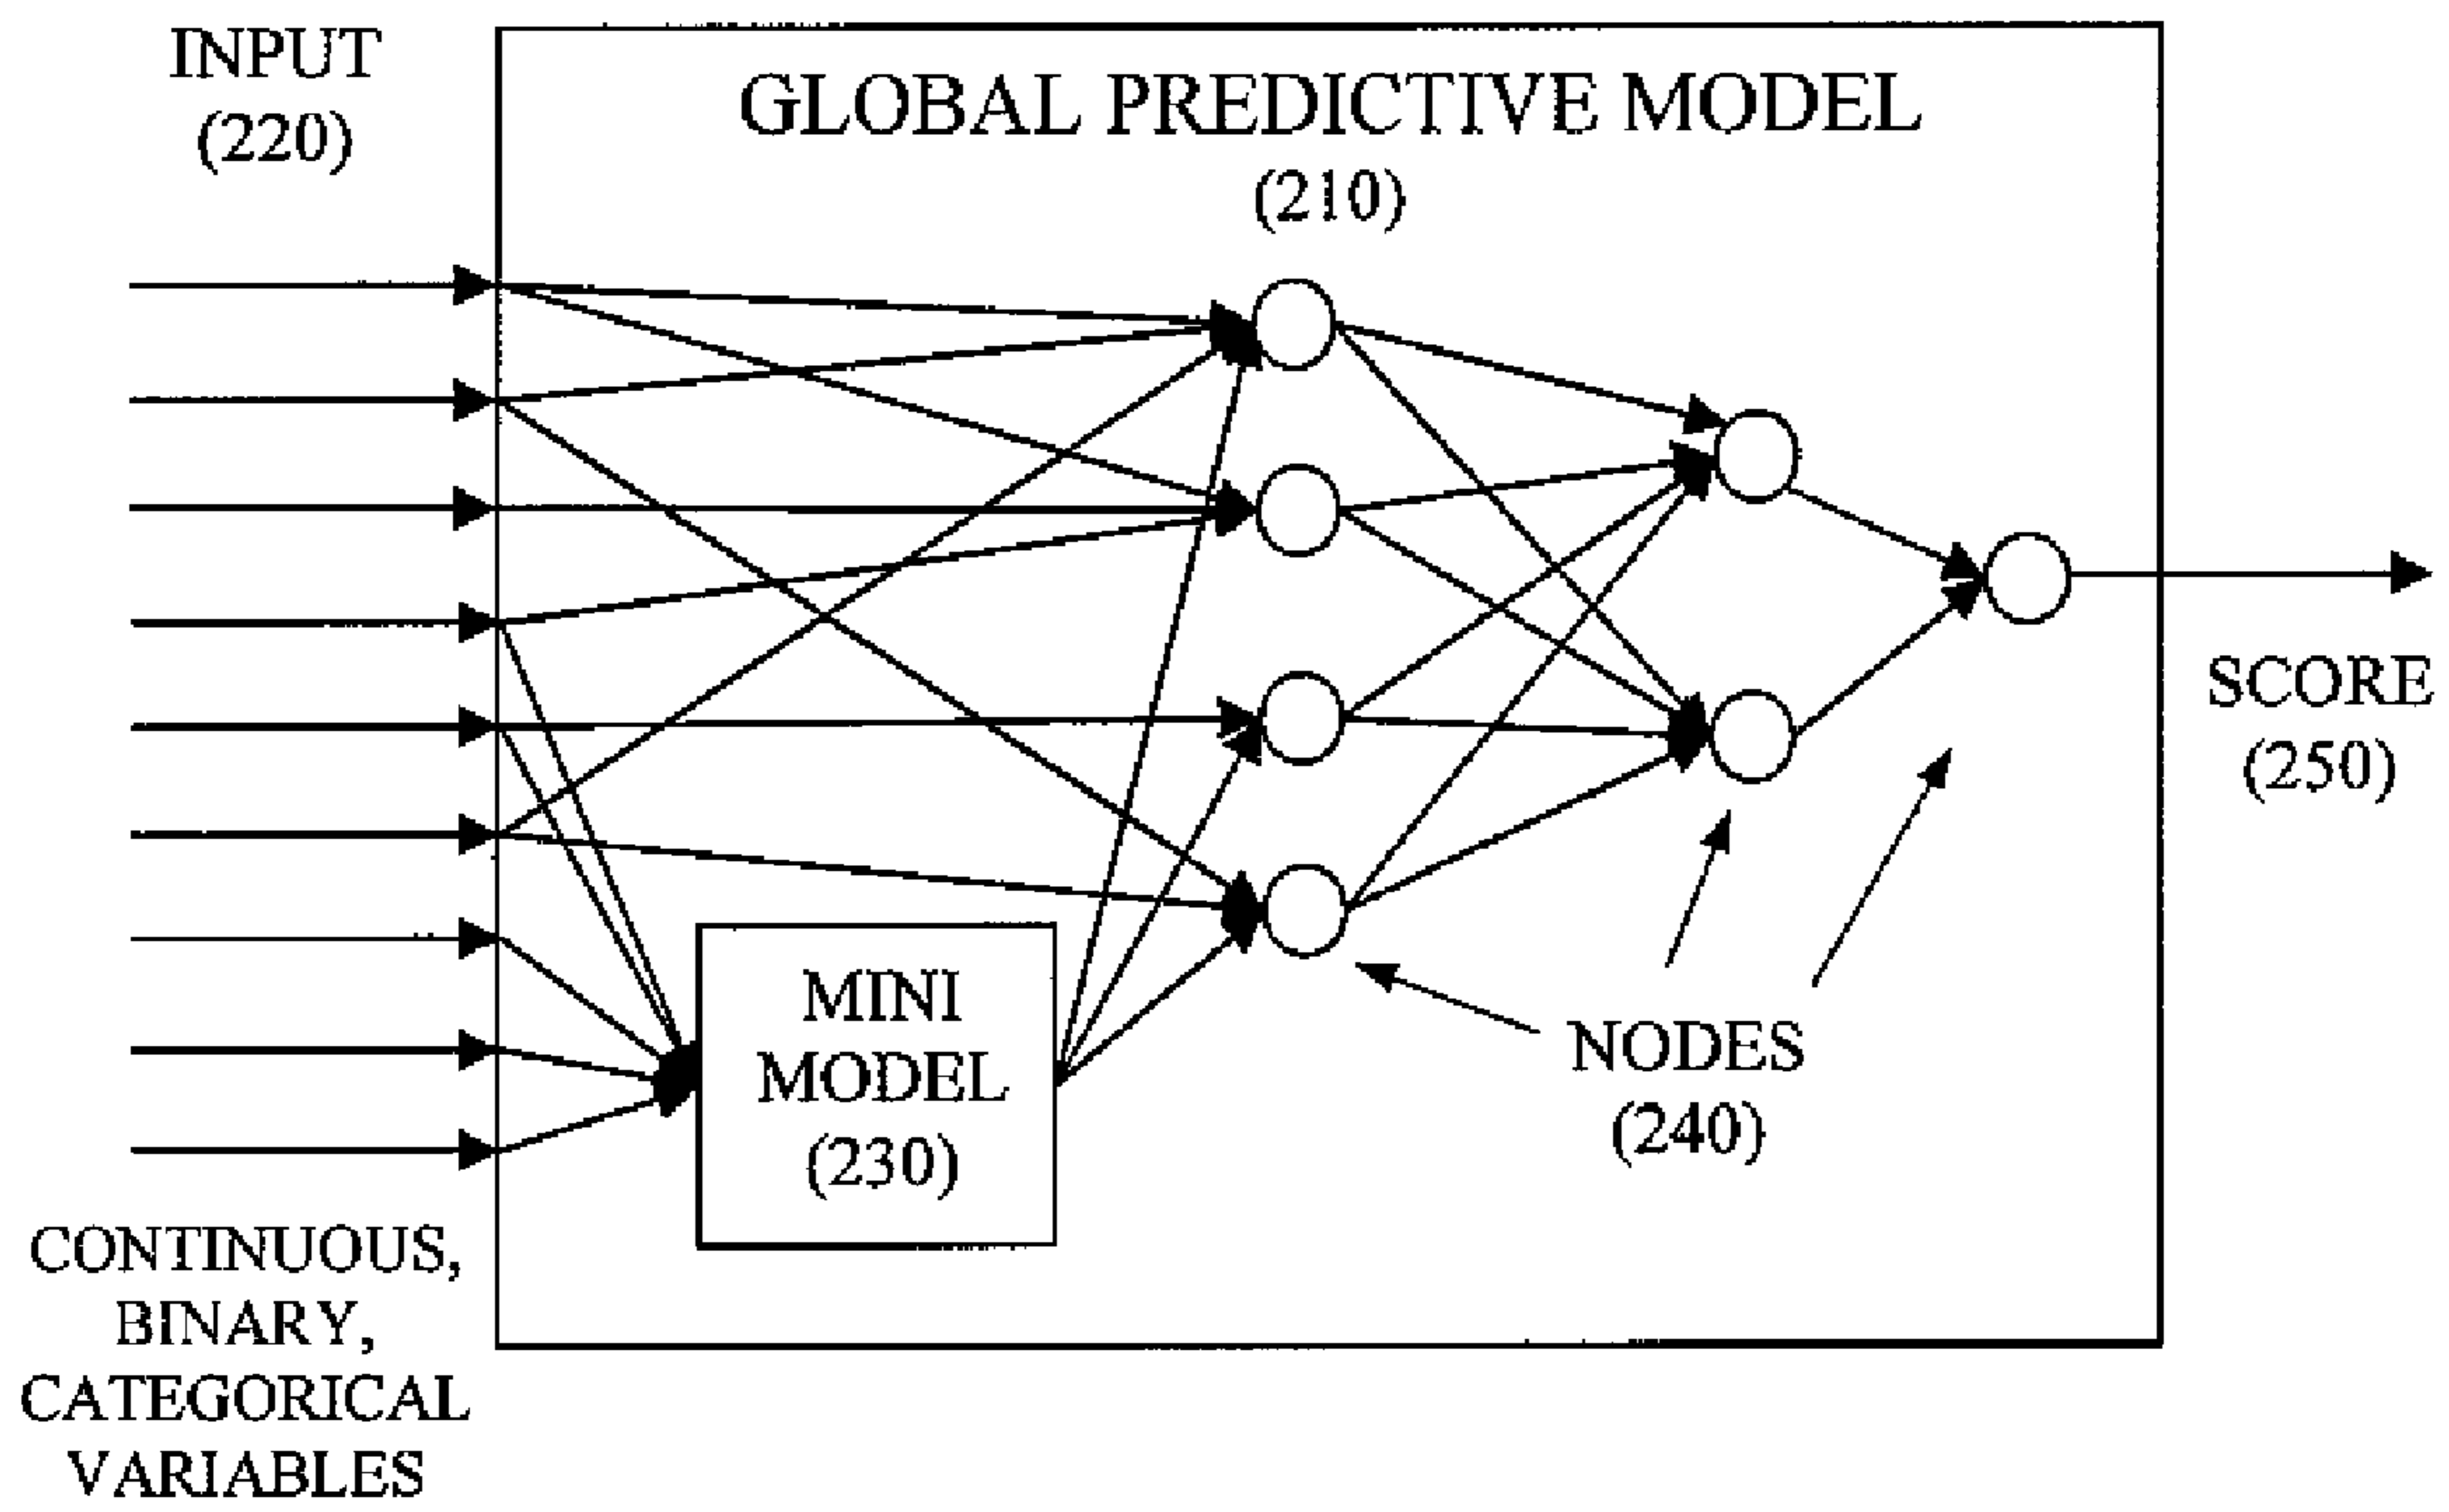 INPUT
(220)
GLOBAL PREDICTIVE MODEL
(210)
SCORE
(250)
MINI
MODEL
(230)
NODES
(240)
CONTINUOUS,
BINARY,
CATEGORICAL
VARIABLES